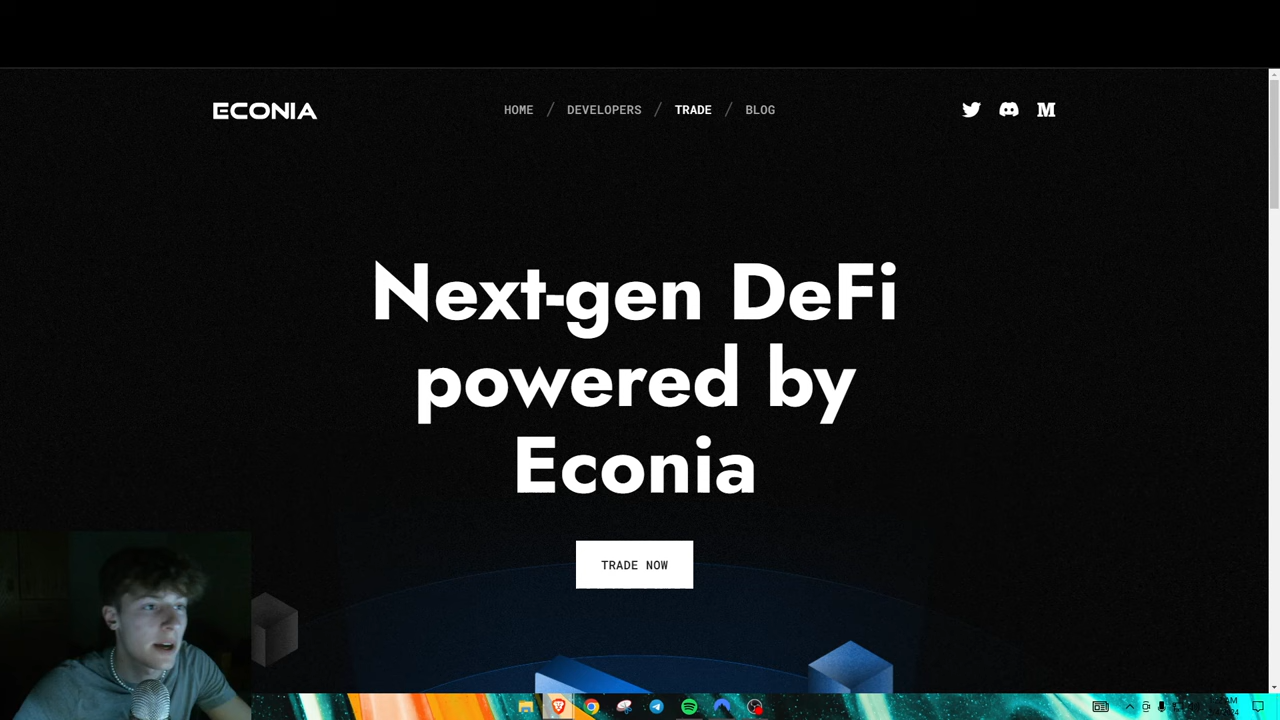 ECONIA
HOME / DEVELOPERS / TRADE / BLOG
Next-gen DeFi
powered by
Econia
TRADE NOW